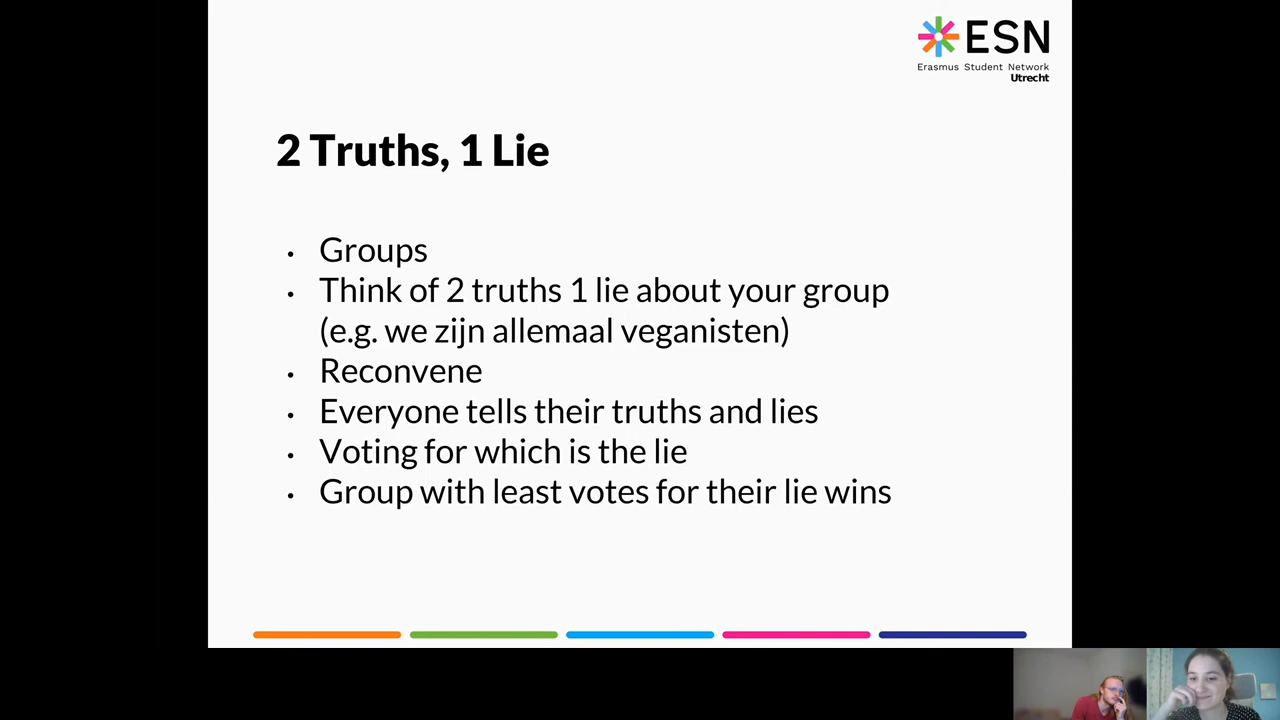 ESN
Erasmus Student Network
Utrecht
2 Truths, 1 Lie
• Groups
• Think of 2 truths 1 lie about your group
(e.g. we zijn allemaal veganisten)
• Reconvene
• Everyone tells their truths and lies
• Voting for which is the lie
• Group with least votes for their lie wins